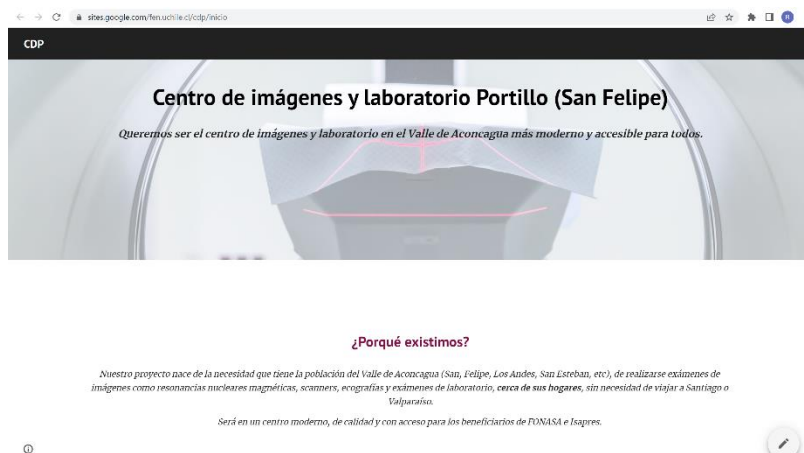 sites.google.com/fen.uchile.cl/cdp/inicio
R
CDP
Centro de imágenes y laboratorio Portillo (San Felipe)
Queremos ser el centro de imágenes y laboratorio en el Valle de Aconcagua más moderno y accesible para todos.
¿Porqué existimos?
Nuestro proyecto nace de la necesidad que tiene la población del Valle de Aconcagua (San, Felipe, Los Andes, San Esteban, etc), de realizarse exámenes de
imágenes como resonancias nucleares magnéticas, scanners, ecografías y exámenes de laboratorio, cerca de sus hogares, sin necesidad de viajar a Santiago o
Valparaíso.
Será en un centro moderno, de calidad y con acceso para los beneficiarios de FONASA e Isapres.